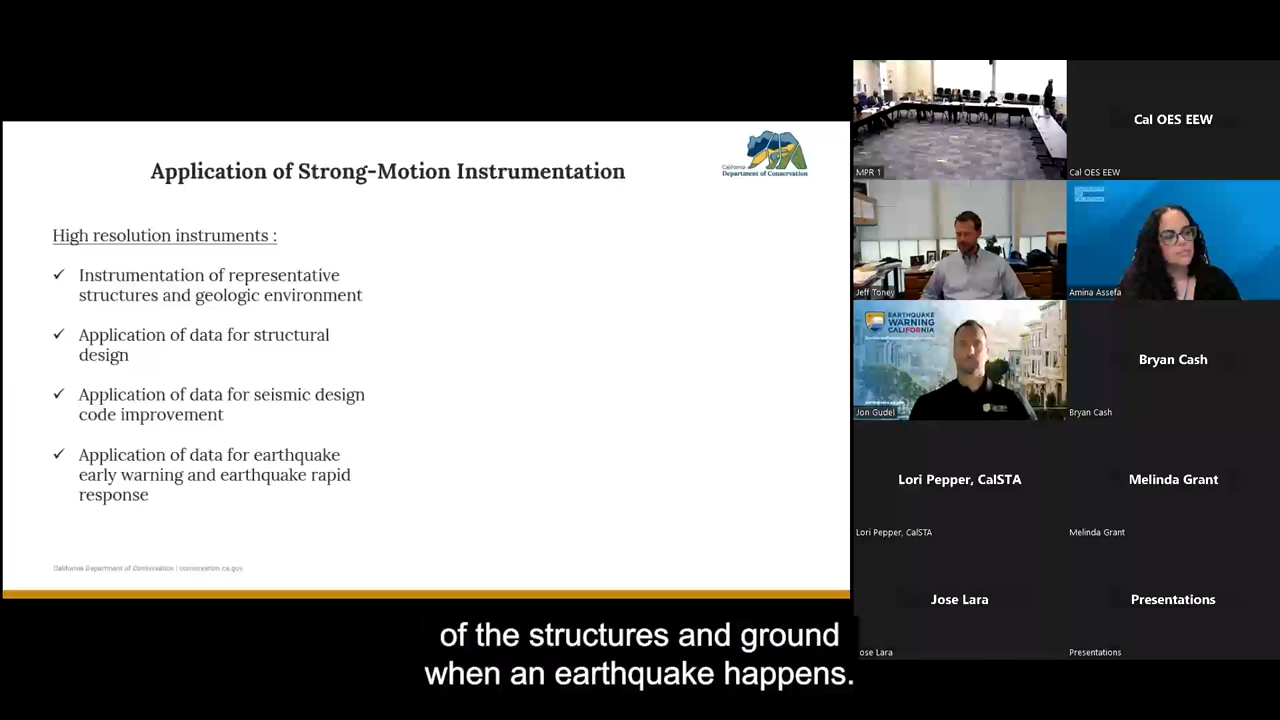 Application of Strong-Motion Instrumentation
California
Department of Conservation
High resolution instruments :
Instrumentation of representative
structures and geologic environment
Application of data for structural
design
Application of data for seismic design
code improvement
Application of data for earthquake
early warning and earthquake rapid
response
California Department of Conservation | conservation.ca.gov
MPR 1
Cal OES EEW
Cal OES EEW
Jeff Toney
Amina Assefa
EARTHQUAKE
WARNING
CALIFORNIA
Jon Gudel
Bryan Cash
Bryan Cash
Lori Pepper, CalSTA
Lori Pepper, CalSTA
Melinda Grant
Melinda Grant
Jose Lara
ose Lara
Presentations
Presentations
of the structures and ground
when an earthquake happens.